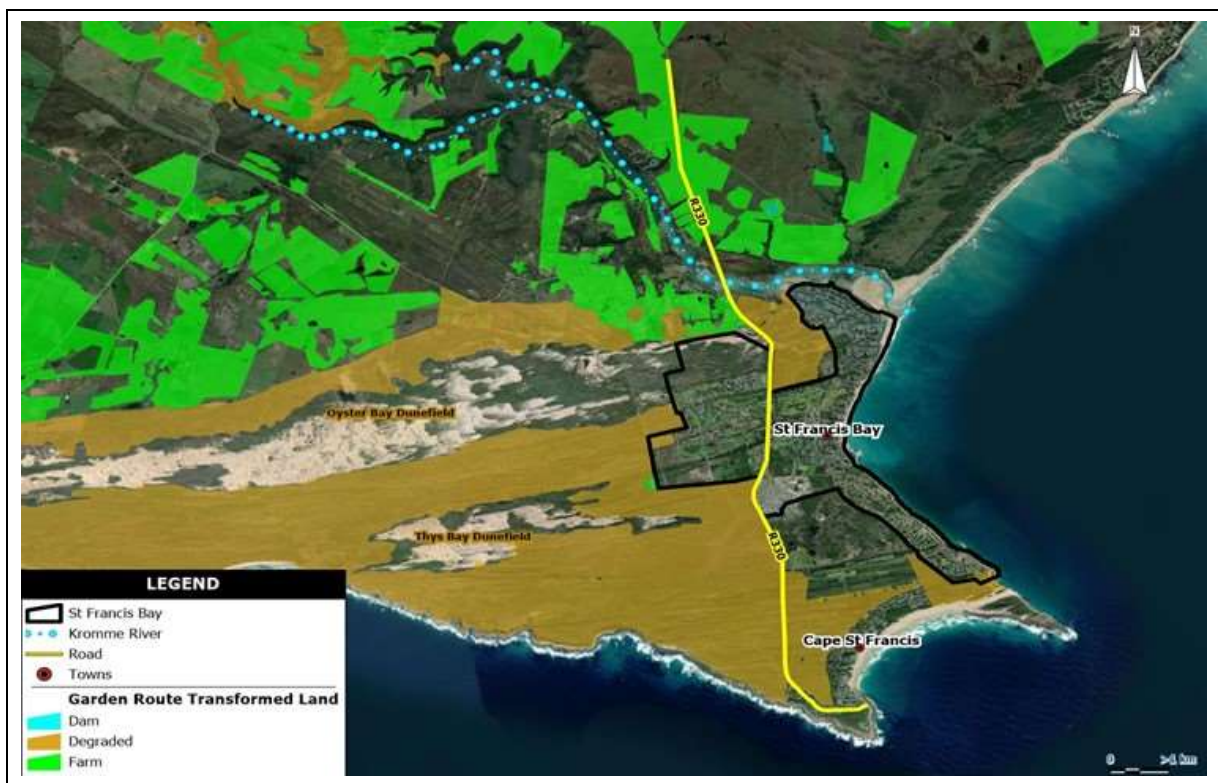 N
R330
Oyster Bay Dunefield
St Francis Bay
Thys Bay Dunefield
R330
Cape St Francis
LEGEND
St Francis Bay
Kromme River
Road
Towns
Garden Route Transformed Land
Dam
Degraded
Farm
0